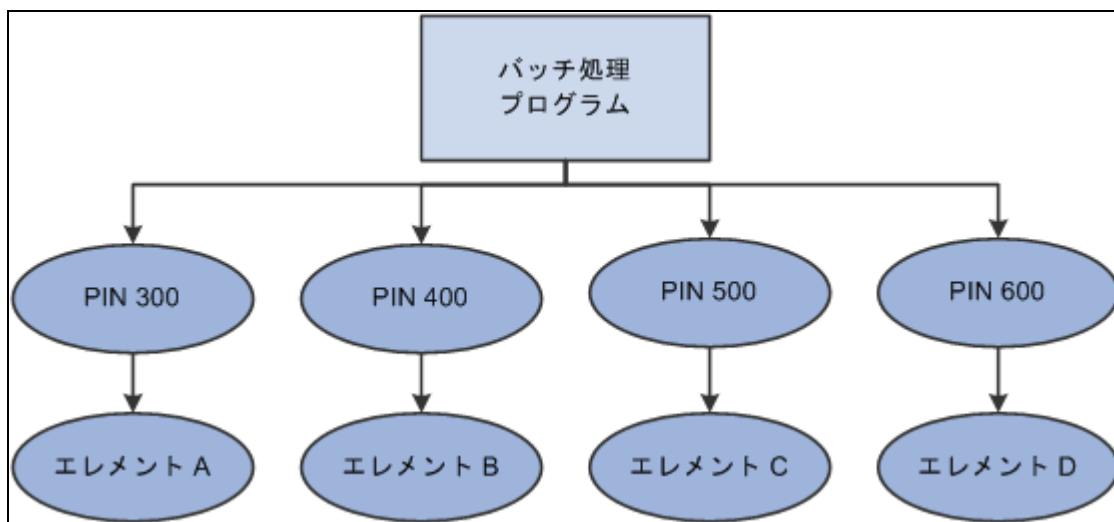 バッチ処理
プログラム
PIN 300
PIN 400
PIN 500
PIN 600
エレメント A
エレメント B
エレメント C
エレメント D